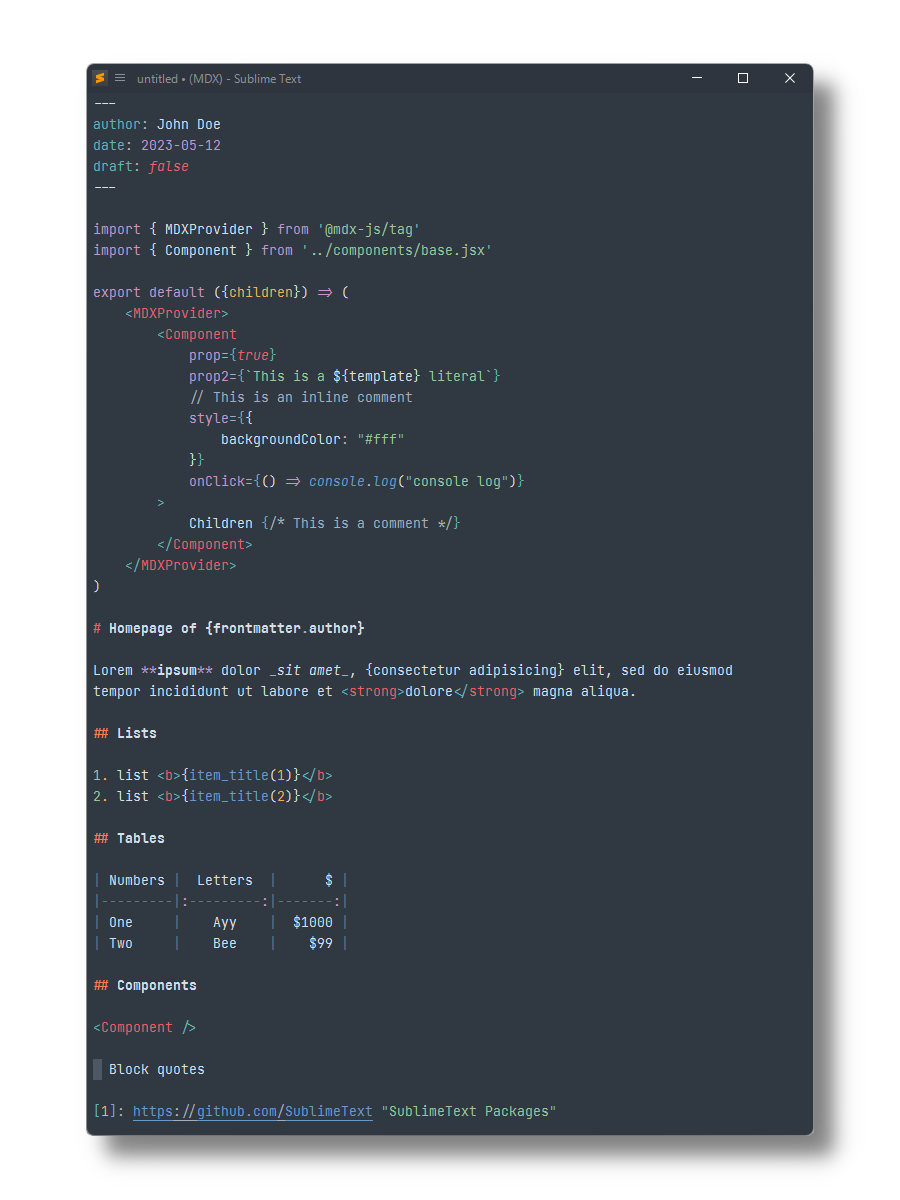 untitled • (MDX) - Sublime Text
---
author: John Doe
date: 2023-05-12
draft: false
---

import { MDXProvider } from '@mdx-js/tag'
import { Component } from '../components/base.jsx'

export default ({children}) => (
    <MDXProvider>
        <Component
            prop={true}
            prop2={`This is a ${template} literal`}
            // This is an inline comment
            style={{
                backgroundColor: "#fff"
            }}
            onClick={() => console.log("console log")}
        >
            Children {/* This is a comment */}
        </Component>
    </MDXProvider>
)

# Homepage of {frontmatter.author}

Lorem **ipsum** dolor _sit amet_, {consectetur adipisicing} elit, sed do eiusmod
tempor incididunt ut labore et <strong>dolore</strong> magna aliqua.

## Lists

1. list <b>{item_title(1)}</b>
2. list <b>{item_title(2)}</b>

## Tables

| Numbers |  Letters  |      $ |
|---------|:---------:|-------:|
| One     |    Ayy    |  $1000 |
| Two     |    Bee    |    $99 |

## Components

<Component />

Block quotes

[1]: https://github.com/SublimeText "SublimeText Packages"